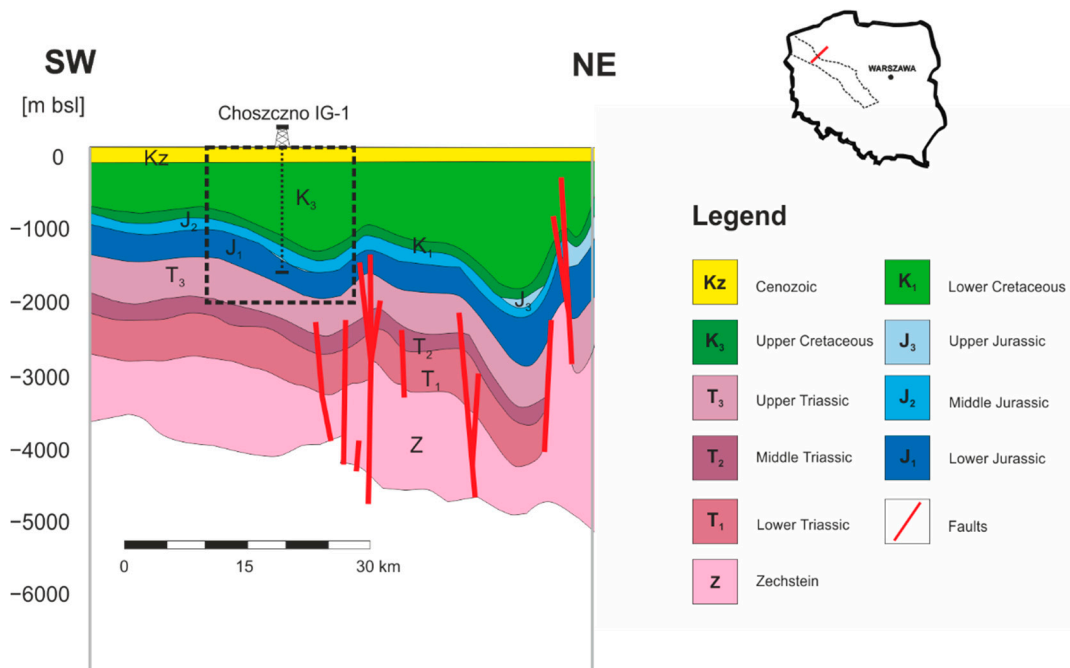 SW
NE
[m bsl]
Choszczno IG-1
WARSZAWA
0
−1000
−2000
−3000
−4000
−5000
−6000
Kz
K3
J2
J1
K1
T3
J3
T2
T1
Z
0 15 30 km
Legend
Kz Cenozoic
K1 Lower Cretaceous
K3 Upper Cretaceous
J3 Upper Jurassic
T3 Upper Triassic
J2 Middle Jurassic
T2 Middle Triassic
J1 Lower Jurassic
T1 Lower Triassic
Faults
Z Zechstein